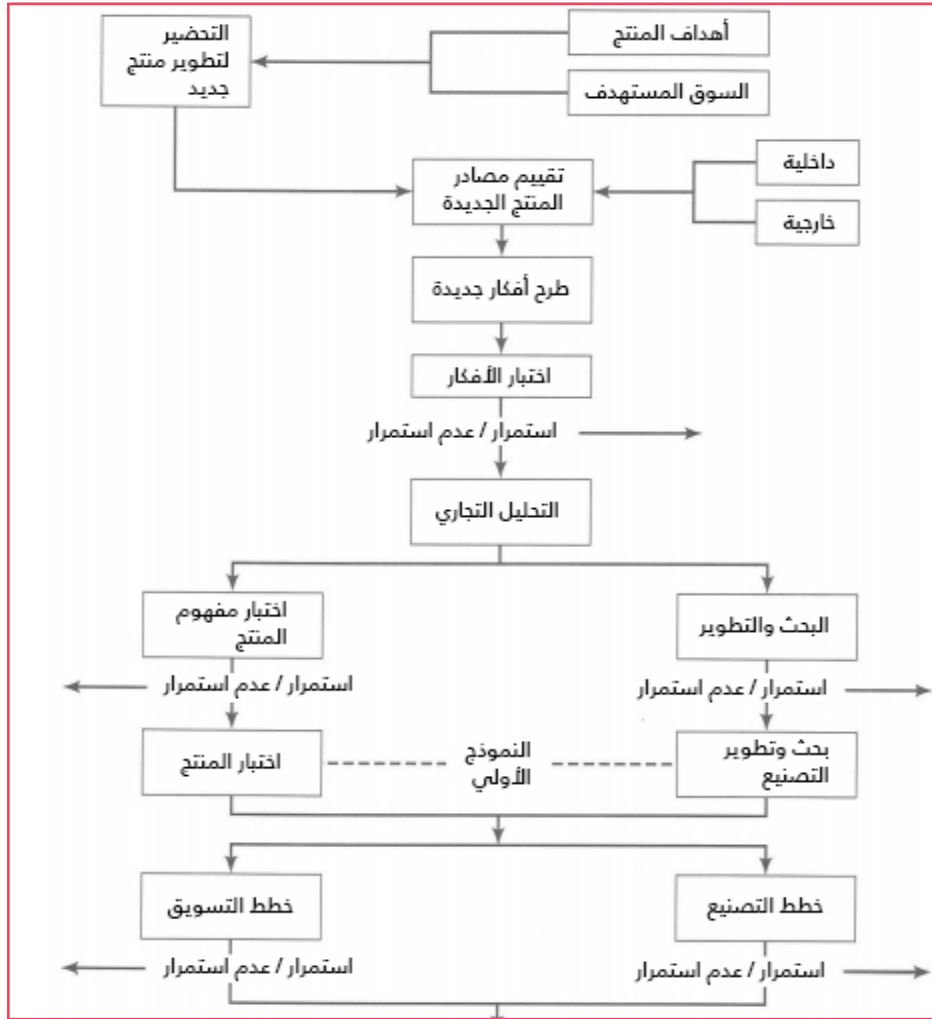 التحضير
لتطوير منتج
جديد
أهداف المنتج
السوق المستهدف
تقييم مصادر
المنتج الجديدة
داخلية
خارجية
طرح أفكار جديدة
اختبار الأفكار
استمرار / عدم استمرار
التحليل التجاري
البحث والتطوير
اختبار مفهوم
المنتج
استمرار / عدم استمرار
استمرار / عدم استمرار
بحث وتطوير
التصنيع
النموذج
الأولي
اختبار المنتج
خطط التصنيع
خطط التسويق
استمرار / عدم استمرار
استمرار / عدم استمرار